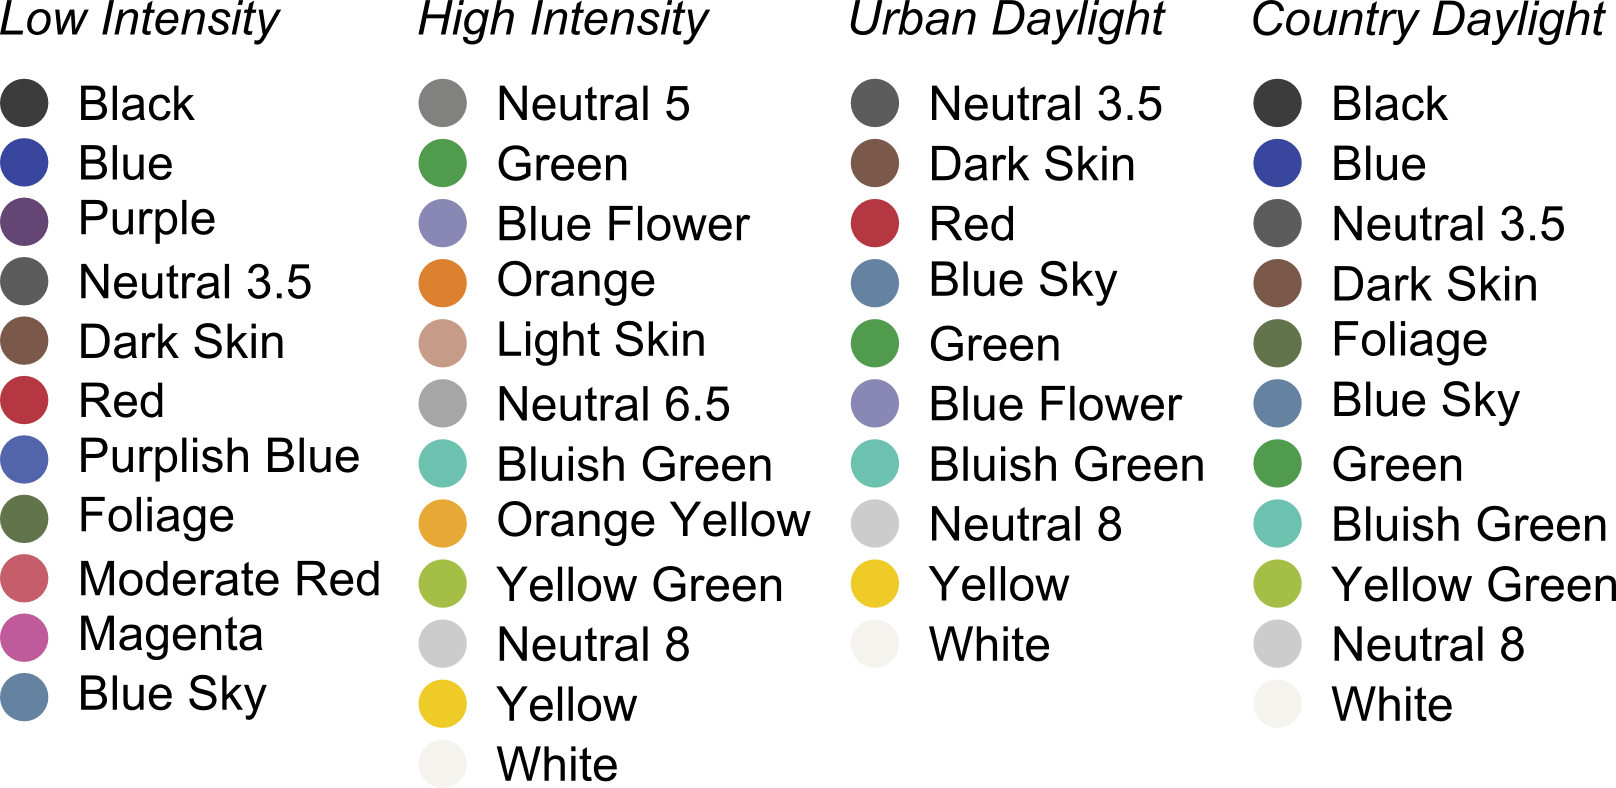 Low Intensity
Black
Blue
Purple
Neutral 3.5
Dark Skin
Red
Purplish Blue
Foliage
Moderate Red
Magenta
Blue Sky
High Intensity
Neutral 5
Green
Blue Flower
Orange
Light Skin
Neutral 6.5
Bluish Green
Orange Yellow
Yellow Green
Neutral 8
Yellow
White
Urban Daylight
Neutral 3.5
Dark Skin
Red
Blue Sky
Green
Blue Flower
Bluish Green
Neutral 8
Yellow
White
Country Daylight
Black
Blue
Neutral 3.5
Dark Skin
Foliage
Blue Sky
Green
Bluish Green
Yellow Green
Neutral 8
White